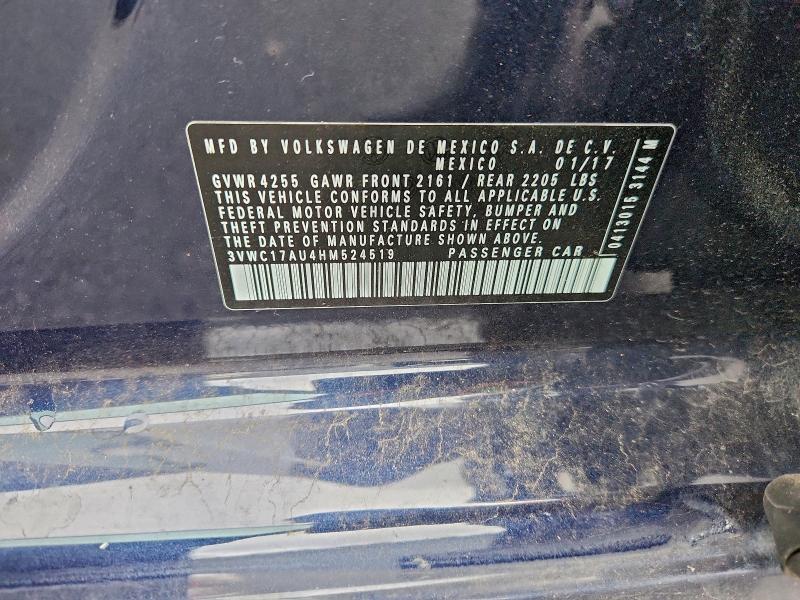 MFD BY VOLKSWAGEN DE MEXICO S.A. DE C.V.
MEXICO 01/17
GVWR 4255 GAWR FRONT 2161 / REAR 2205 LBS
THIS VEHICLE CONFORMS TO ALL APPLICABLE U.S.
FEDERAL MOTOR VEHICLE SAFETY, BUMPER AND
THEFT PREVENTION STANDARDS IN EFFECT ON
THE DATE OF MANUFACTURE SHOWN ABOVE.
3VWC17AU4HM524519 PASSENGER CAR
0413015 3144 M